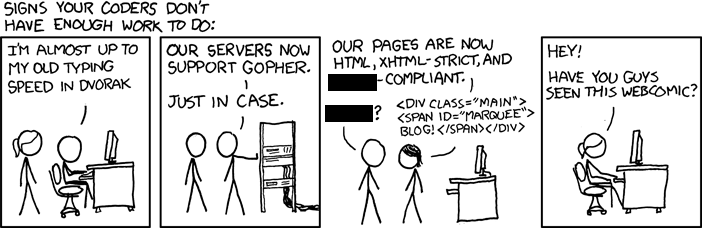 SIGNS YOUR CODERS DON'T
HAVE ENOUGH WORK TO DO:
I'M ALMOST UP TO
MY OLD TYPING
SPEED IN DVORAK
OUR SERVERS NOW
SUPPORT GOPHER.
JUST IN CASE.
OUR PAGES ARE NOW
HTML, XHTML-STRICT, AND
-COMPLIANT.
?
<DIV CLASS="MAIN">
<SPAN ID="MARQUEE">
BLOG!</SPAN></DIV>
HEY!
HAVE YOU GUYS
SEEN THIS WEBCOMIC?